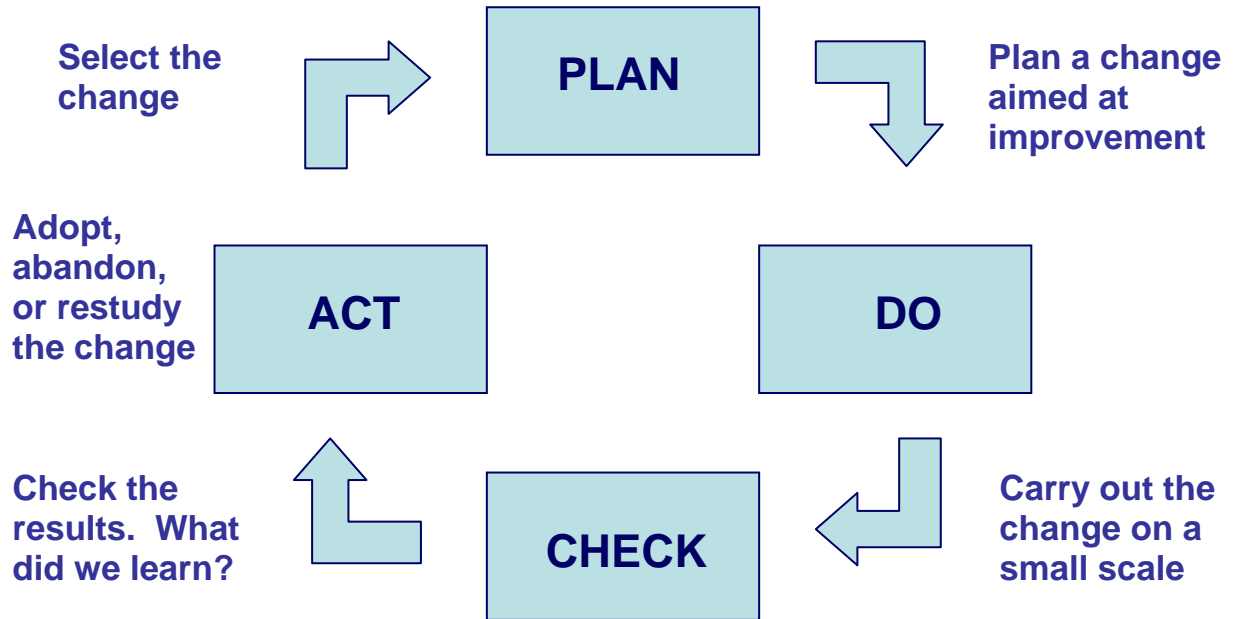 PLAN
Plan a change
aimed at
improvement
DO
Carry out the
change on a
small scale
CHECK
Check the
results.  What
did we learn?
ACT
Adopt,
abandon,
or restudy
the change
Select the
change